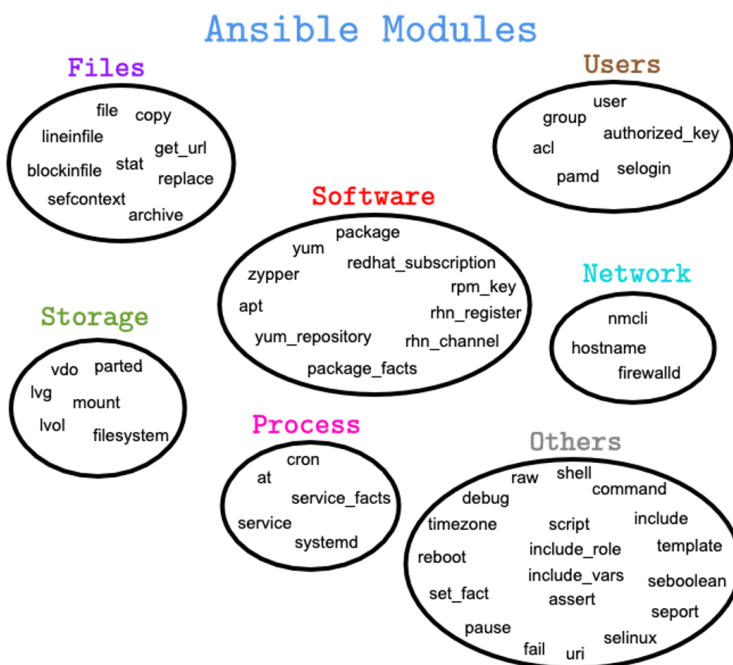 Ansible Modules
Files
file
copy
lineinfile
get_url
blockinfile
stat
replace
sefcontext
archive
Users
user
group
authorized_key
acl
selogin
pamd
Software
package
yum
redhat_subscription
zypper
rpm_key
apt
rhn_register
yum_repository
rhn_channel
package_facts
Network
nmcli
hostname
firewalld
Storage
vdo
parted
lvg
mount
lvol
filesystem
Process
cron
at
service_facts
service
systemd
Others
raw
shell
debug
command
timezone
script
include
reboot
include_role
template
include_vars
seboolean
set_fact
assert
seport
pause
selinux
fail
uri